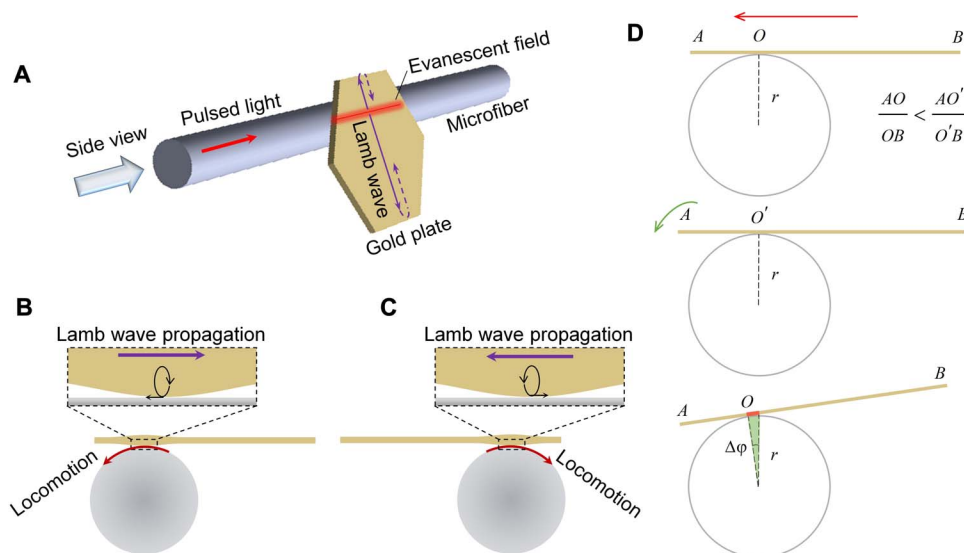 A
Side view
Pulsed light
Evanescent field
Microfiber
Lamb wave
Gold plate
B
Lamb wave propagation
Locomotion
C
Lamb wave propagation
Locomotion
D
A O B
r
AO/OB < AO′/O′B
A O′ B
r
A O B
Δφ r